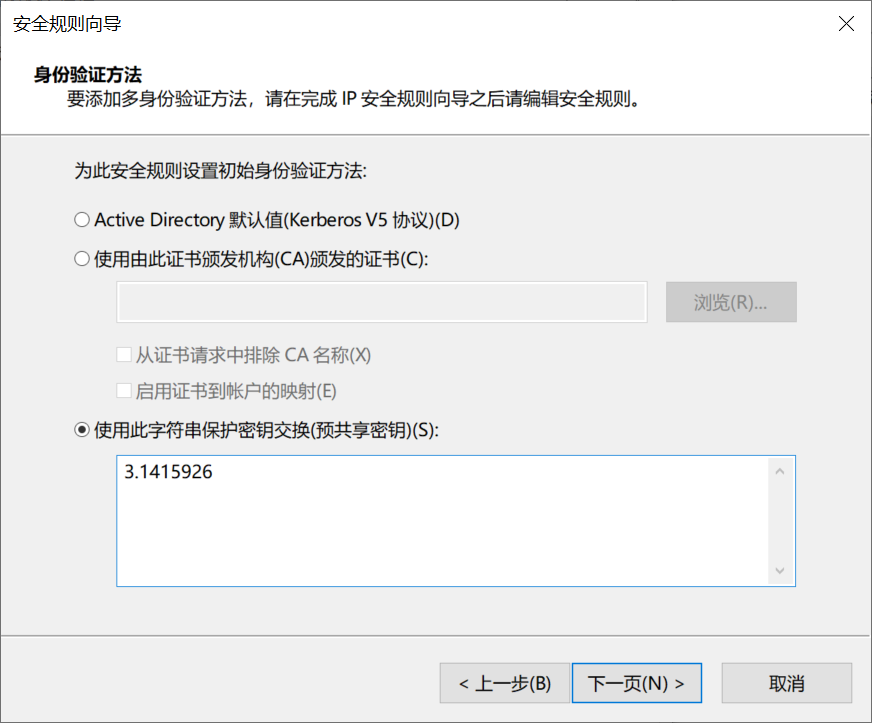 安全规则向导
身份验证方法
要添加多身份验证方法，请在完成 IP 安全规则向导之后请编辑安全规则。
为此安全规则设置初始身份验证方法:
Active Directory 默认值(Kerberos V5 协议)(D)
使用由此证书颁发机构(CA)颁发的证书(C):
浏览(R)...
从证书请求中排除 CA 名称(X)
启用证书到帐户的映射(E)
使用此字符串保护密钥交换(预共享密钥)(S):
3.1415926
< 上一步(B) 下一页(N) > 取消